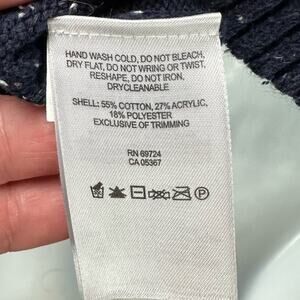 HAND WASH COLD, DO NOT BLEACH,
DRY FLAT, DO NOT WRING OR TWIST,
RESHAPE, DO NOT IRON,
DRYCLEANABLE
SHELL: 55% COTTON, 27% ACRYLIC,
18% POLYESTER
EXCLUSIVE OF TRIMMING
RN 69724
CA 05367
P